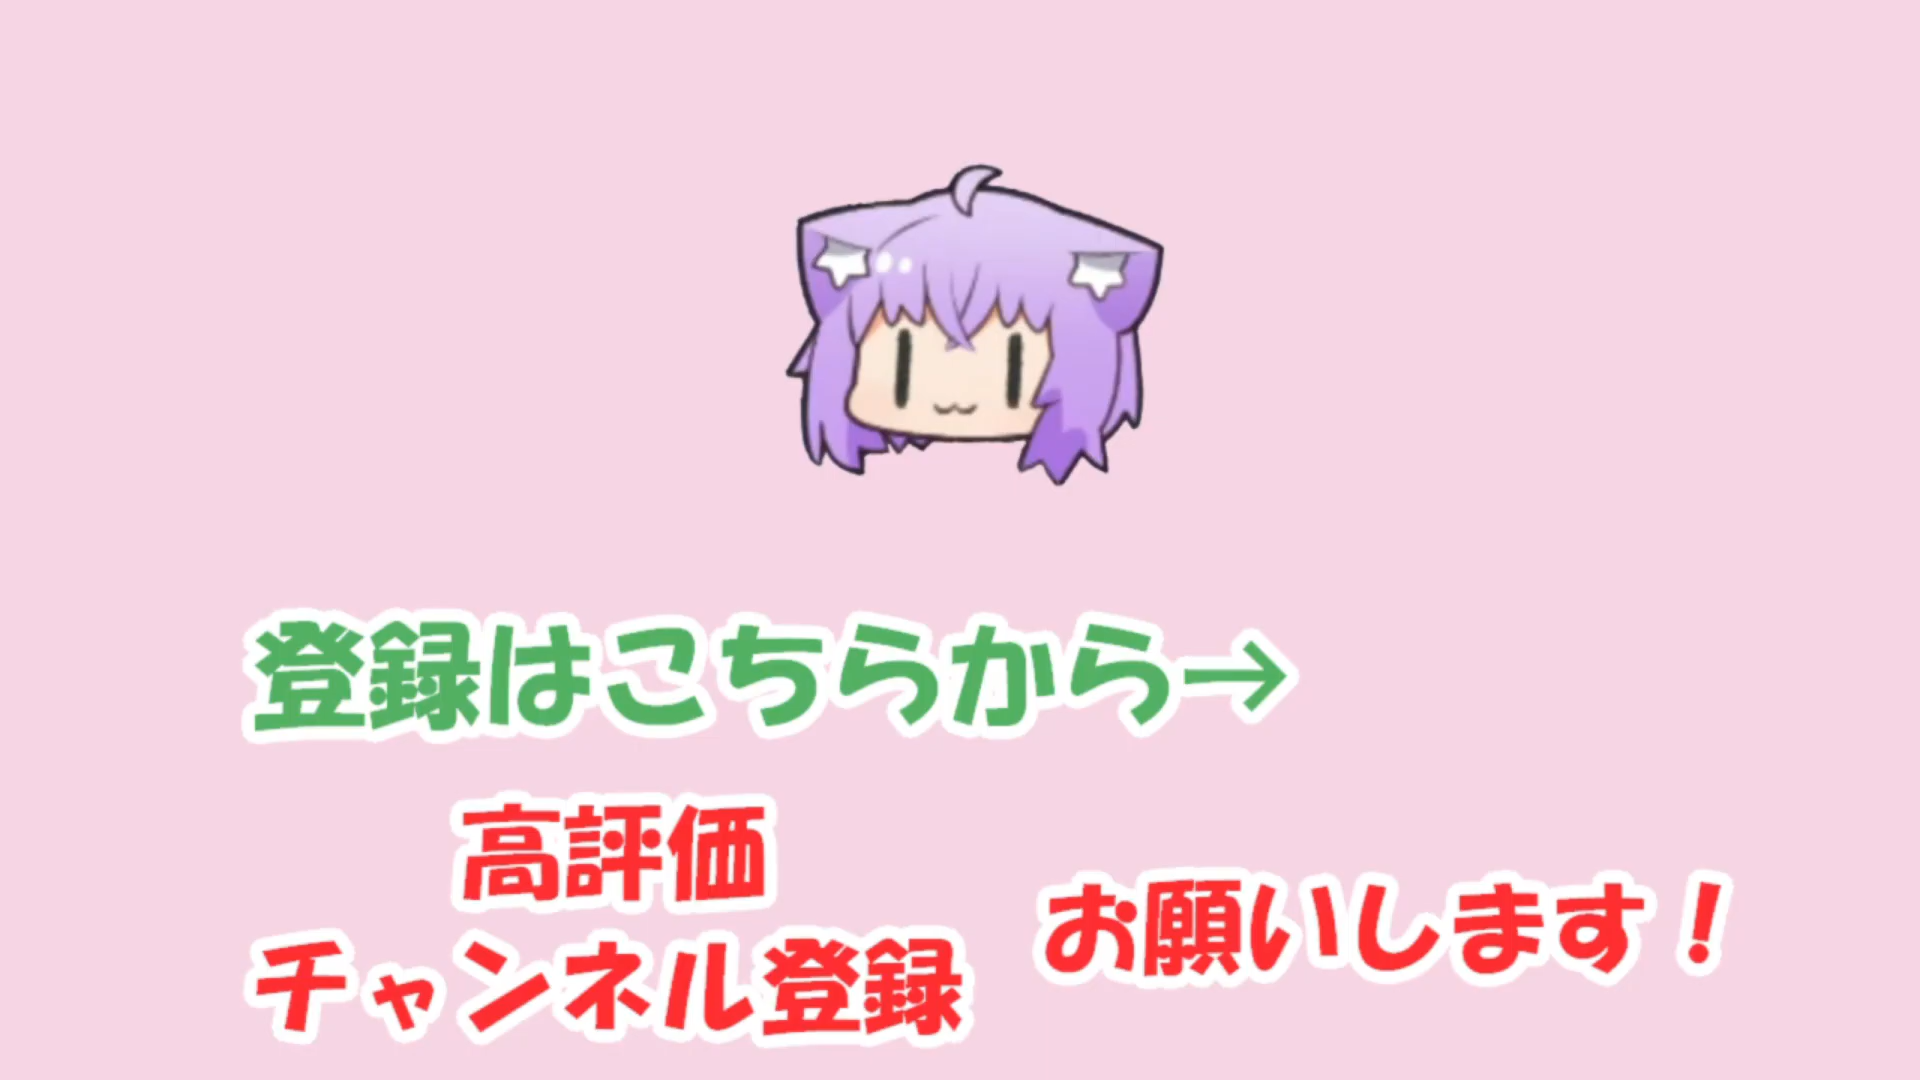 登録はこちらから→
高評価
チャンネル登録
お願いします！